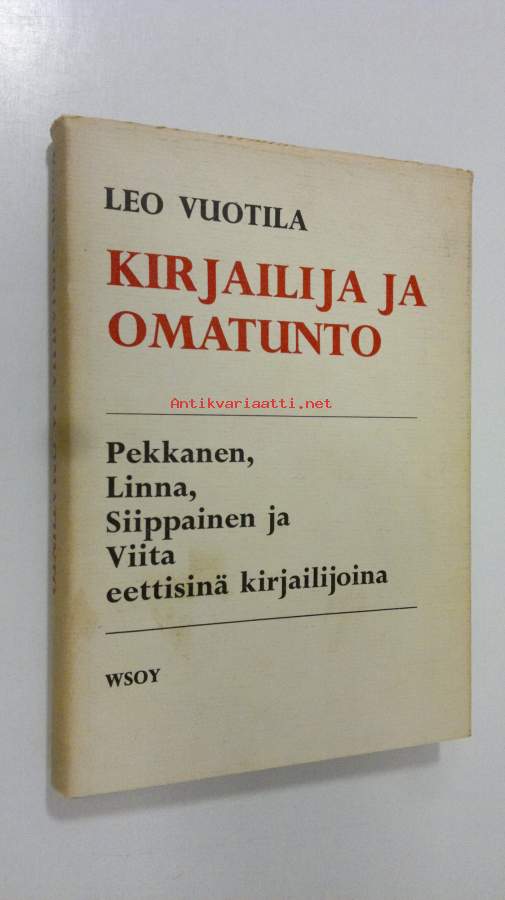 LEO VUOTILA
KIRJAILIJA JA
OMATUNTO
Antikvariaatti.net
Pekkanen,
Linna,
Siippainen ja
Viita
eettisinä kirjailijoina
WSOY